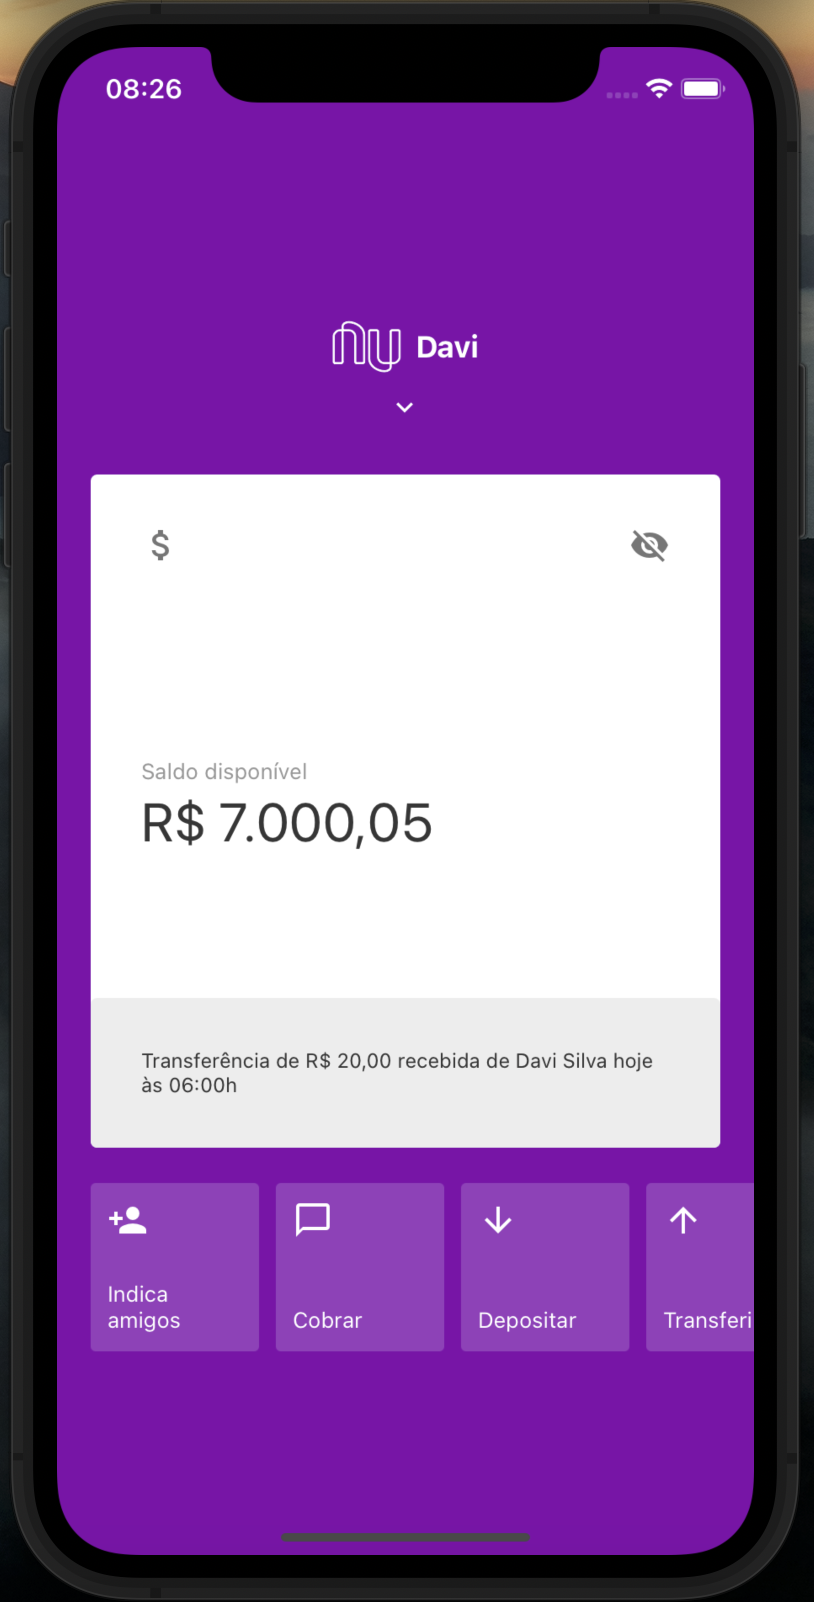 08:26
nu Davi
$
Saldo disponível
R$ 7.000,05
Transferência de R$ 20,00 recebida de Davi Silva hoje
às 06:00h
Indica
amigos
Cobrar
Depositar
Transferi